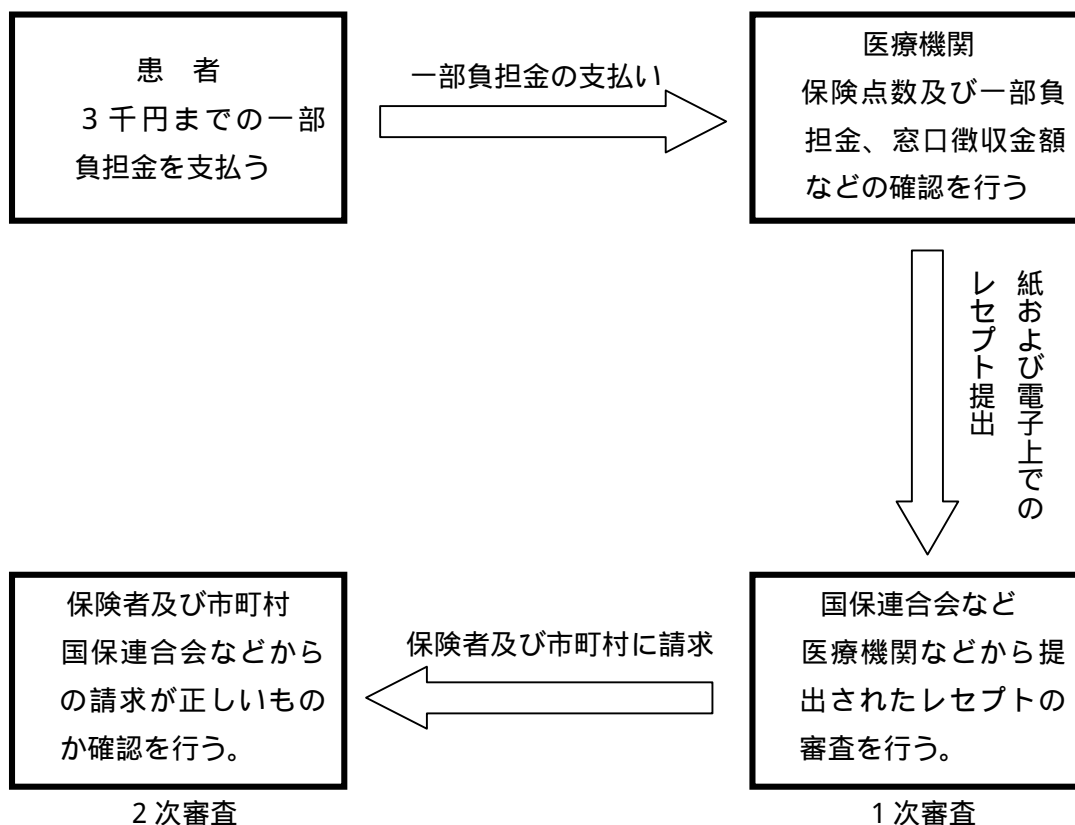 患　者
３千円までの一部
負担金を支払う
一部負担金の支払い
医療機関
保険点数及び一部負
担金、窓口徴収金額
などの確認を行う
紙および電子上での
レセプト提出
国保連合会など
医療機関などから提
出されたレセプトの
審査を行う。
１次審査
保険者及び市町村に請求
保険者及び市町村
国保連合会などから
の請求が正しいもの
か確認を行う。
２次審査